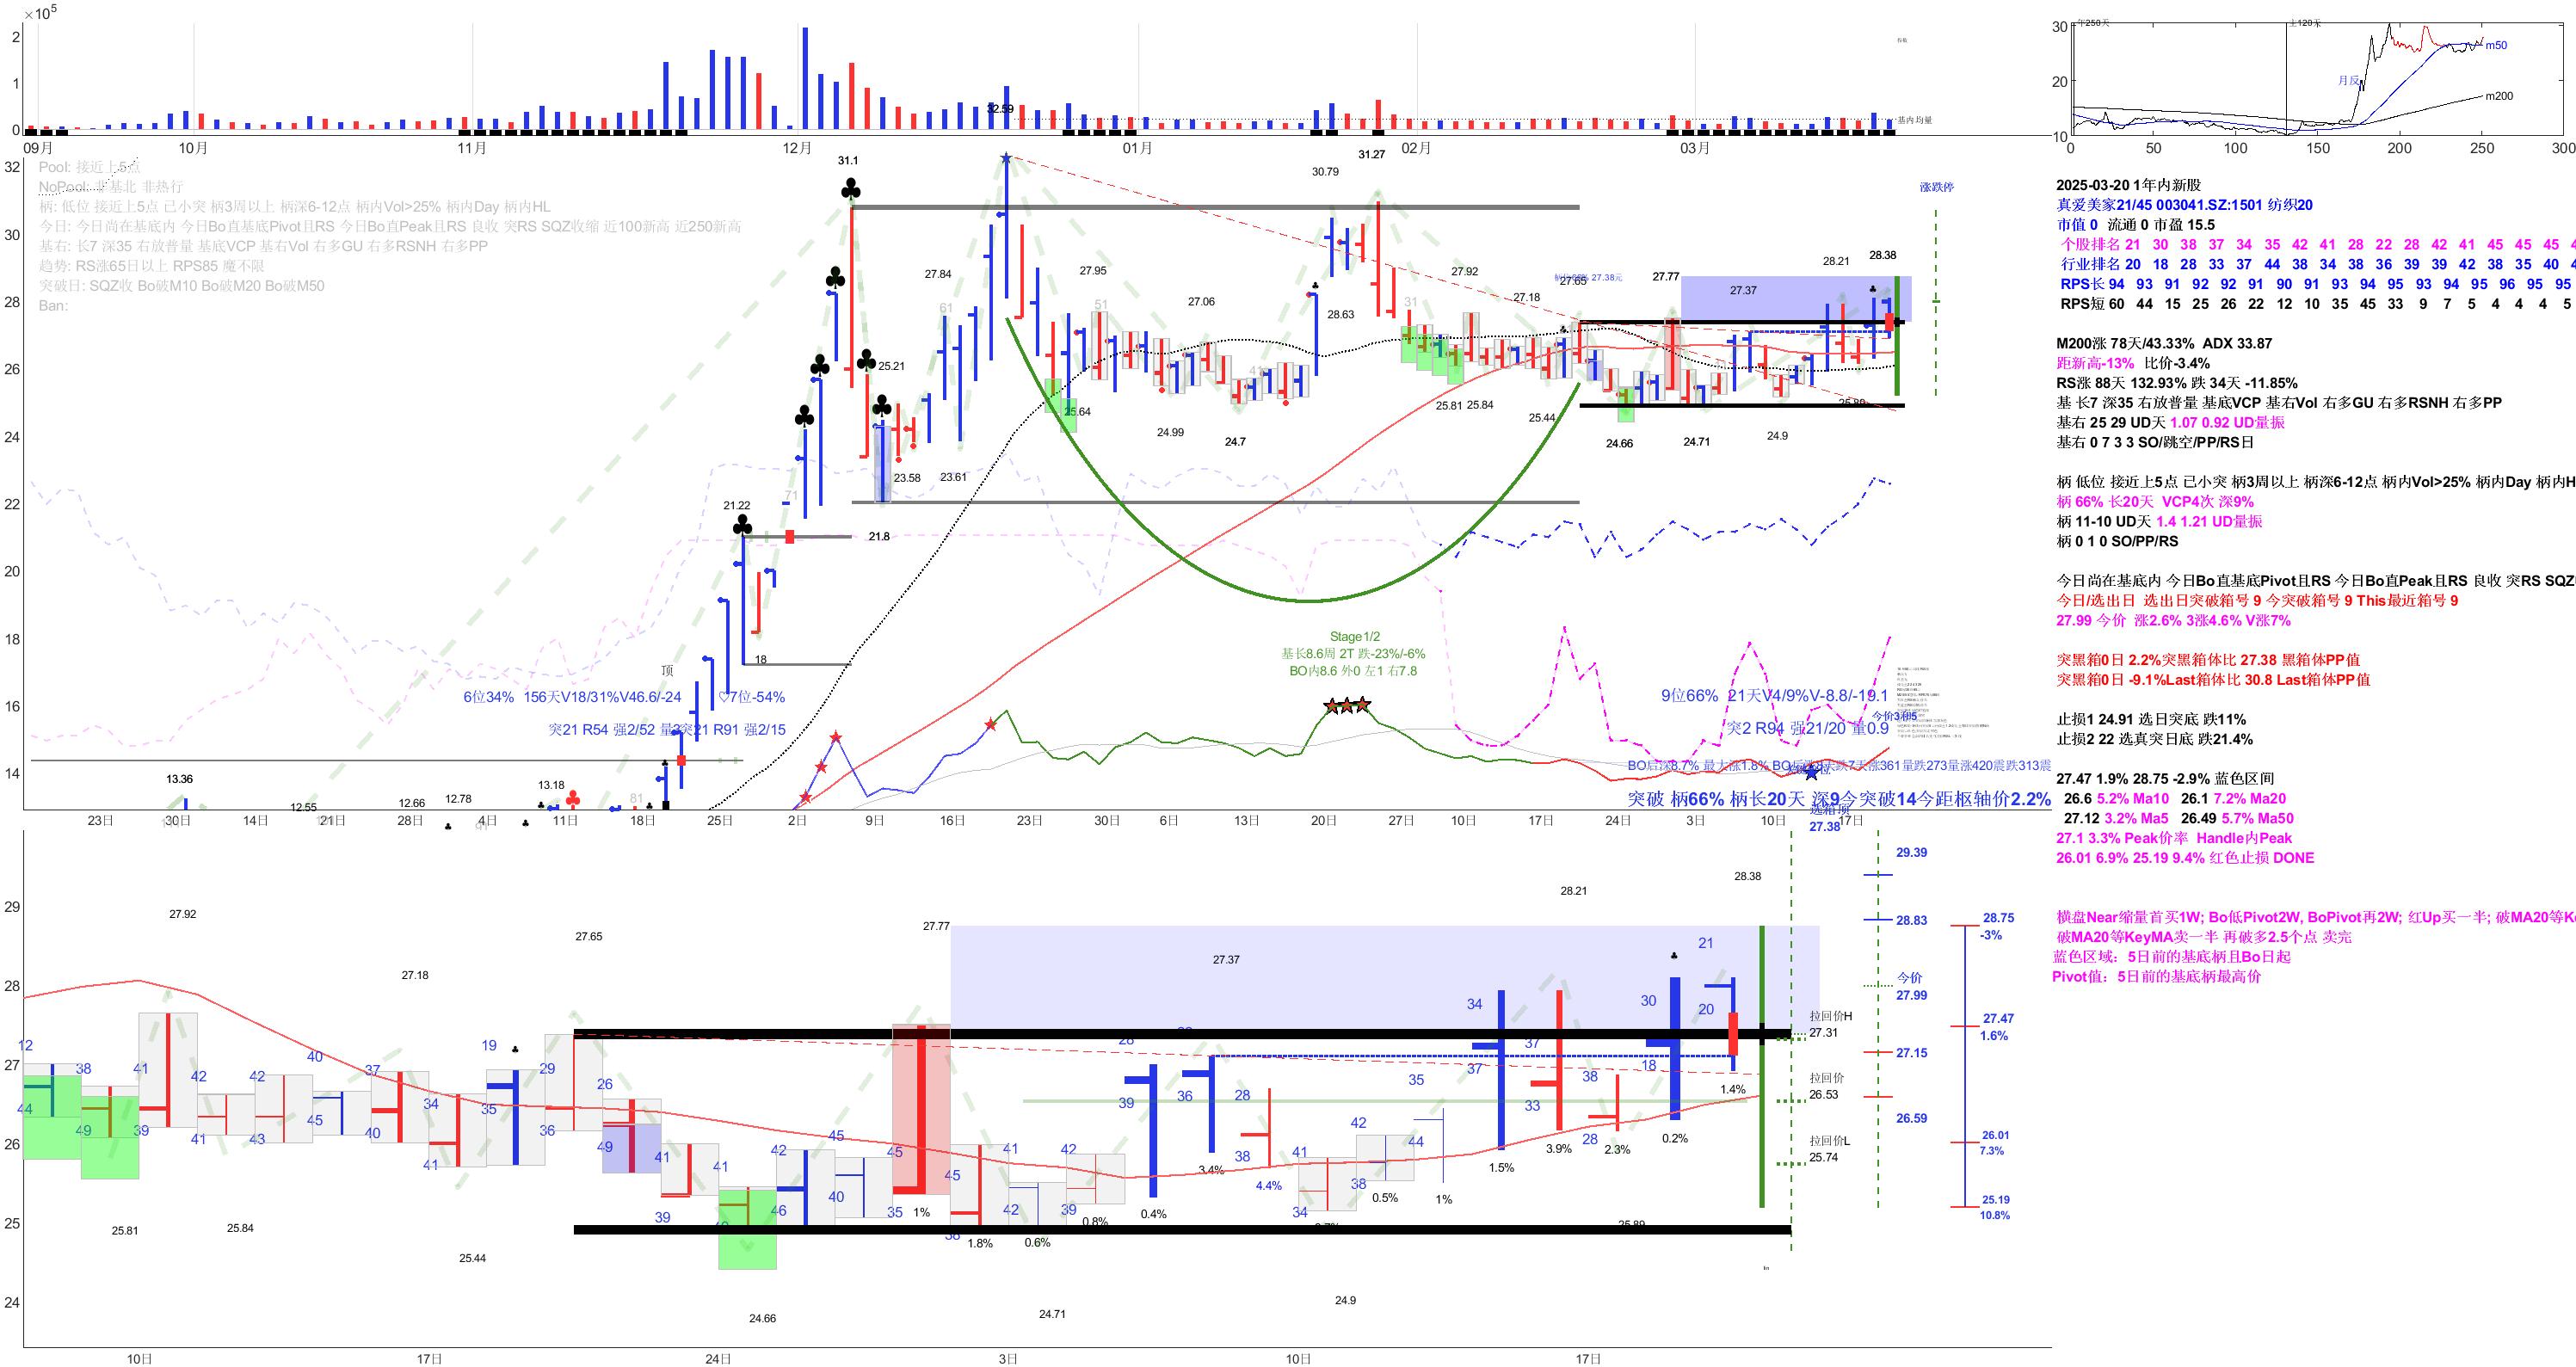 ×10⁵
2
1
0
32.59
基内均量
09月 10月 11月 12月 01月 02月 03月
32
30
28
26
24
22
20
18
16
14
Pool: 接近上5点
NoPool: 非基北 非热行
柄: 低位 接近上5点 己小突 柄3周以上 柄深6-12点 柄内Vol>25% 柄内Day 柄内HL
今日: 今日尚在基底内 今日Bo直基底Pivot且RS 今日Bo直Peak且RS 良收 突RS SQZ收缩 近100新高 近250新高
基右: 长7 深35 右放普量 基底VCP 基右Vol 右多GU 右多RSNH 右多PP
趋势: RS涨65日以上 RPS85 魔不限
突破日: SQZ收 Bo破M10 Bo破M20 Bo破M50
Ban:
31.1
31.27
30.79
涨跌停
28.21 28.38
27.84 27.95 27.92 27.65 27.77
27.06 27.18 27.37
28.63
61 51 31
25.21
41
25.64
25.81 25.84
25.44
25.89
24.99 24.7 24.66 24.71 24.9
23.58 23.61
71
21.22
21.8
18
顶
Stage1/2
基长8.6周 2T 跌-23%/-6%
BO内8.6 外0 左1 右7.8
6位34% 156天V18/31%V46.6/-24 ♡7位-54%
突21 R91 强2/15
9位66% 21天V4/9%V-8.8/-19.1
突2 R94 强21/20 量0.9
13.36
12.55
12.66
12.78
13.18
81
突破 柄66% 柄长20天 深9今突破14今距枢轴价2.2%
23日 30日 14日 21日 28日 4日 11日 18日 25日 2日 9日 16日 23日 30日 6日 13日 20日 27日 10日 17日 24日 3日 10日 17日
选箱顶
27.38
29
28
27
26
25
24
27.92
27.18
27.65
27.77
27.37
28.21
28.38
12 38 41 42 42 40 37 34 19 29 26
44 49 39 41 43 45 40 41 35 36 49
41 41 42 45 45 41 42
39 46 40 35 45 42 39
39 36 28 38 41 34 42 38 35 44
34 37 37 33 38 28 30 18 21 20
1% 1.8% 0.6% 0.8% 0.4% 3.4% 4.4% 0.5% 1% 1.5% 3.9% 2.3% 0.2% 1.4%
25.81
25.84
25.44
24.66
24.71
24.9
25.89
10日 17日 24日 3日 10日 17日
拉回价H
27.31
拉回价
26.53
拉回价L
25.74
29.39
28.83
今价
27.99
27.15
26.59
28.75
-3%
27.47
1.6%
26.01
7.3%
25.19
10.8%
30
20
10
年250天
上120天
月反
m50
m200
0 50 100 150 200 250 300
2025-03-20 1年内新股
真爱美家21/45 003041.SZ:1501 纺织20
市值 0 流通 0 市盈 15.5
个股排名 21 30 38 37 34 35 42 41 28 22 28 42 41 45 45 45 4
行业排名 20 18 28 33 37 44 38 34 38 36 39 39 42 38 35 40 4
RPS长 94 93 91 92 92 91 90 91 93 94 95 93 94 95 96 95 95
RPS短 60 44 15 25 26 22 12 10 35 45 33 9 7 5 4 4 4 5
M200涨 78天/43.33% ADX 33.87
距新高-13% 比价-3.4%
RS涨 88天 132.93% 跌 34天 -11.85%
基 长7 深35 右放普量 基底VCP 基右Vol 右多GU 右多RSNH 右多PP
基右 25 29 UD天 1.07 0.92 UD量振
基右 0 7 3 3 SO/跳空/PP/RS日
柄 低位 接近上5点 己小突 柄3周以上 柄深6-12点 柄内Vol>25% 柄内Day 柄内H
柄 66% 长20天 VCP4次 深9%
柄 11-10 UD天 1.4 1.21 UD量振
柄 0 1 0 SO/PP/RS
今日尚在基底内 今日Bo直基底Pivot且RS 今日Bo直Peak且RS 良收 突RS SQZ
今日/选出日 选出日突破箱号 9 今突破箱号 9 This最近箱号 9
27.99 今价 涨2.6% 3涨4.6% V涨7%
突黑箱0日 2.2%突黑箱体比 27.38 黑箱体PP值
突黑箱0日 -9.1%Last箱体比 30.8 Last箱体PP值
止损1 24.91 选日突底 跌11%
止损2 22 选真突日底 跌21.4%
27.47 1.9% 28.75 -2.9% 蓝色区间
26.6 5.2% Ma10 26.1 7.2% Ma20
27.12 3.2% Ma5 26.49 5.7% Ma50
27.1 3.3% Peak价率 Handle内Peak
26.01 6.9% 25.19 9.4% 红色止损 DONE
横盘Near缩量首买1W; Bo低Pivot2W, BoPivot再2W; 红Up买一半; 破MA20等K
破MA20等KeyMA卖一半 再破多2.5个点 卖完
蓝色区域: 5日前的基底柄且Bo日起
Pivot值: 5日前的基底柄最高价